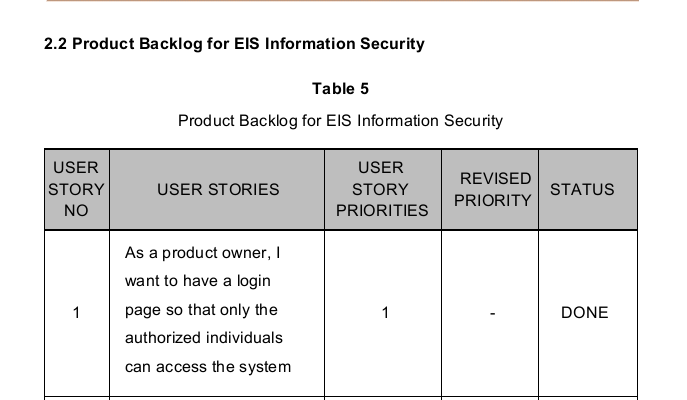 2.2 Product Backlog for EIS Information Security
Table 5
Product Backlog for EIS Information Security
USER STORY NO
USER STORIES
USER STORY PRIORITIES
REVISED PRIORITY
STATUS
1
As a product owner, I
want to have a login
page so that only the
authorized individuals
can access the system
1
-
DONE